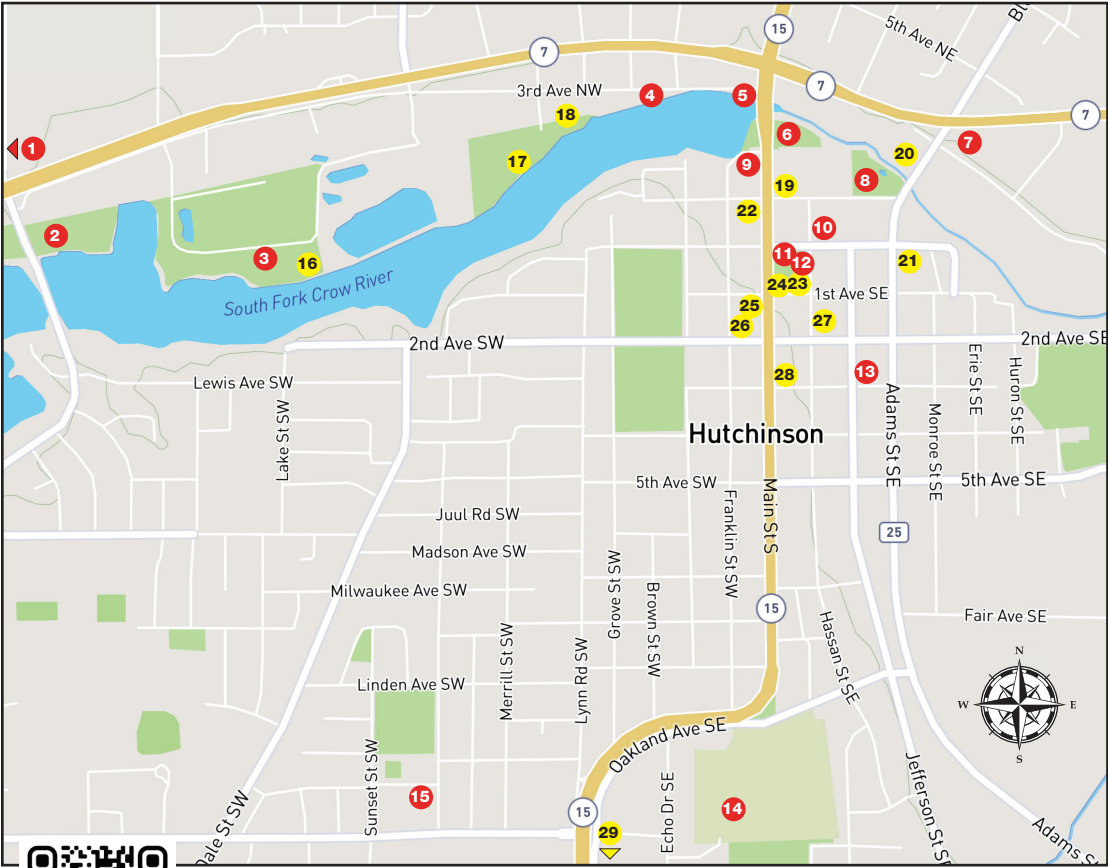 15
5th Ave NE
Bl
7
7
7
3rd Ave NW
18
4
5
6
20
7
1
17
9
19
8
22
10
2
3
16
11
12
21
South Fork Crow River
24
23
1st Ave SE
25
26
27
2nd Ave SW
2nd Ave SE
Lewis Ave SW
28
13
Erie St SE
Huron St SE
Lake St SW
Adams St SE
Monroe St SE
Hutchinson
5th Ave SW
5th Ave SE
Franklin St SW
Main St S
Juul Rd SW
25
Madson Ave SW
Grove St SW
Milwaukee Ave SW
Brown St SW
15
Hassan St SE
Fair Ave SE
Merrill St SW
Lynn Rd SW
N
W
E
S
Linden Ave SW
Oakland Ave SE
Sunset St SW
Echo Dr SE
Jefferson St SE
15
14
15
29
Dale St SW
Adams S